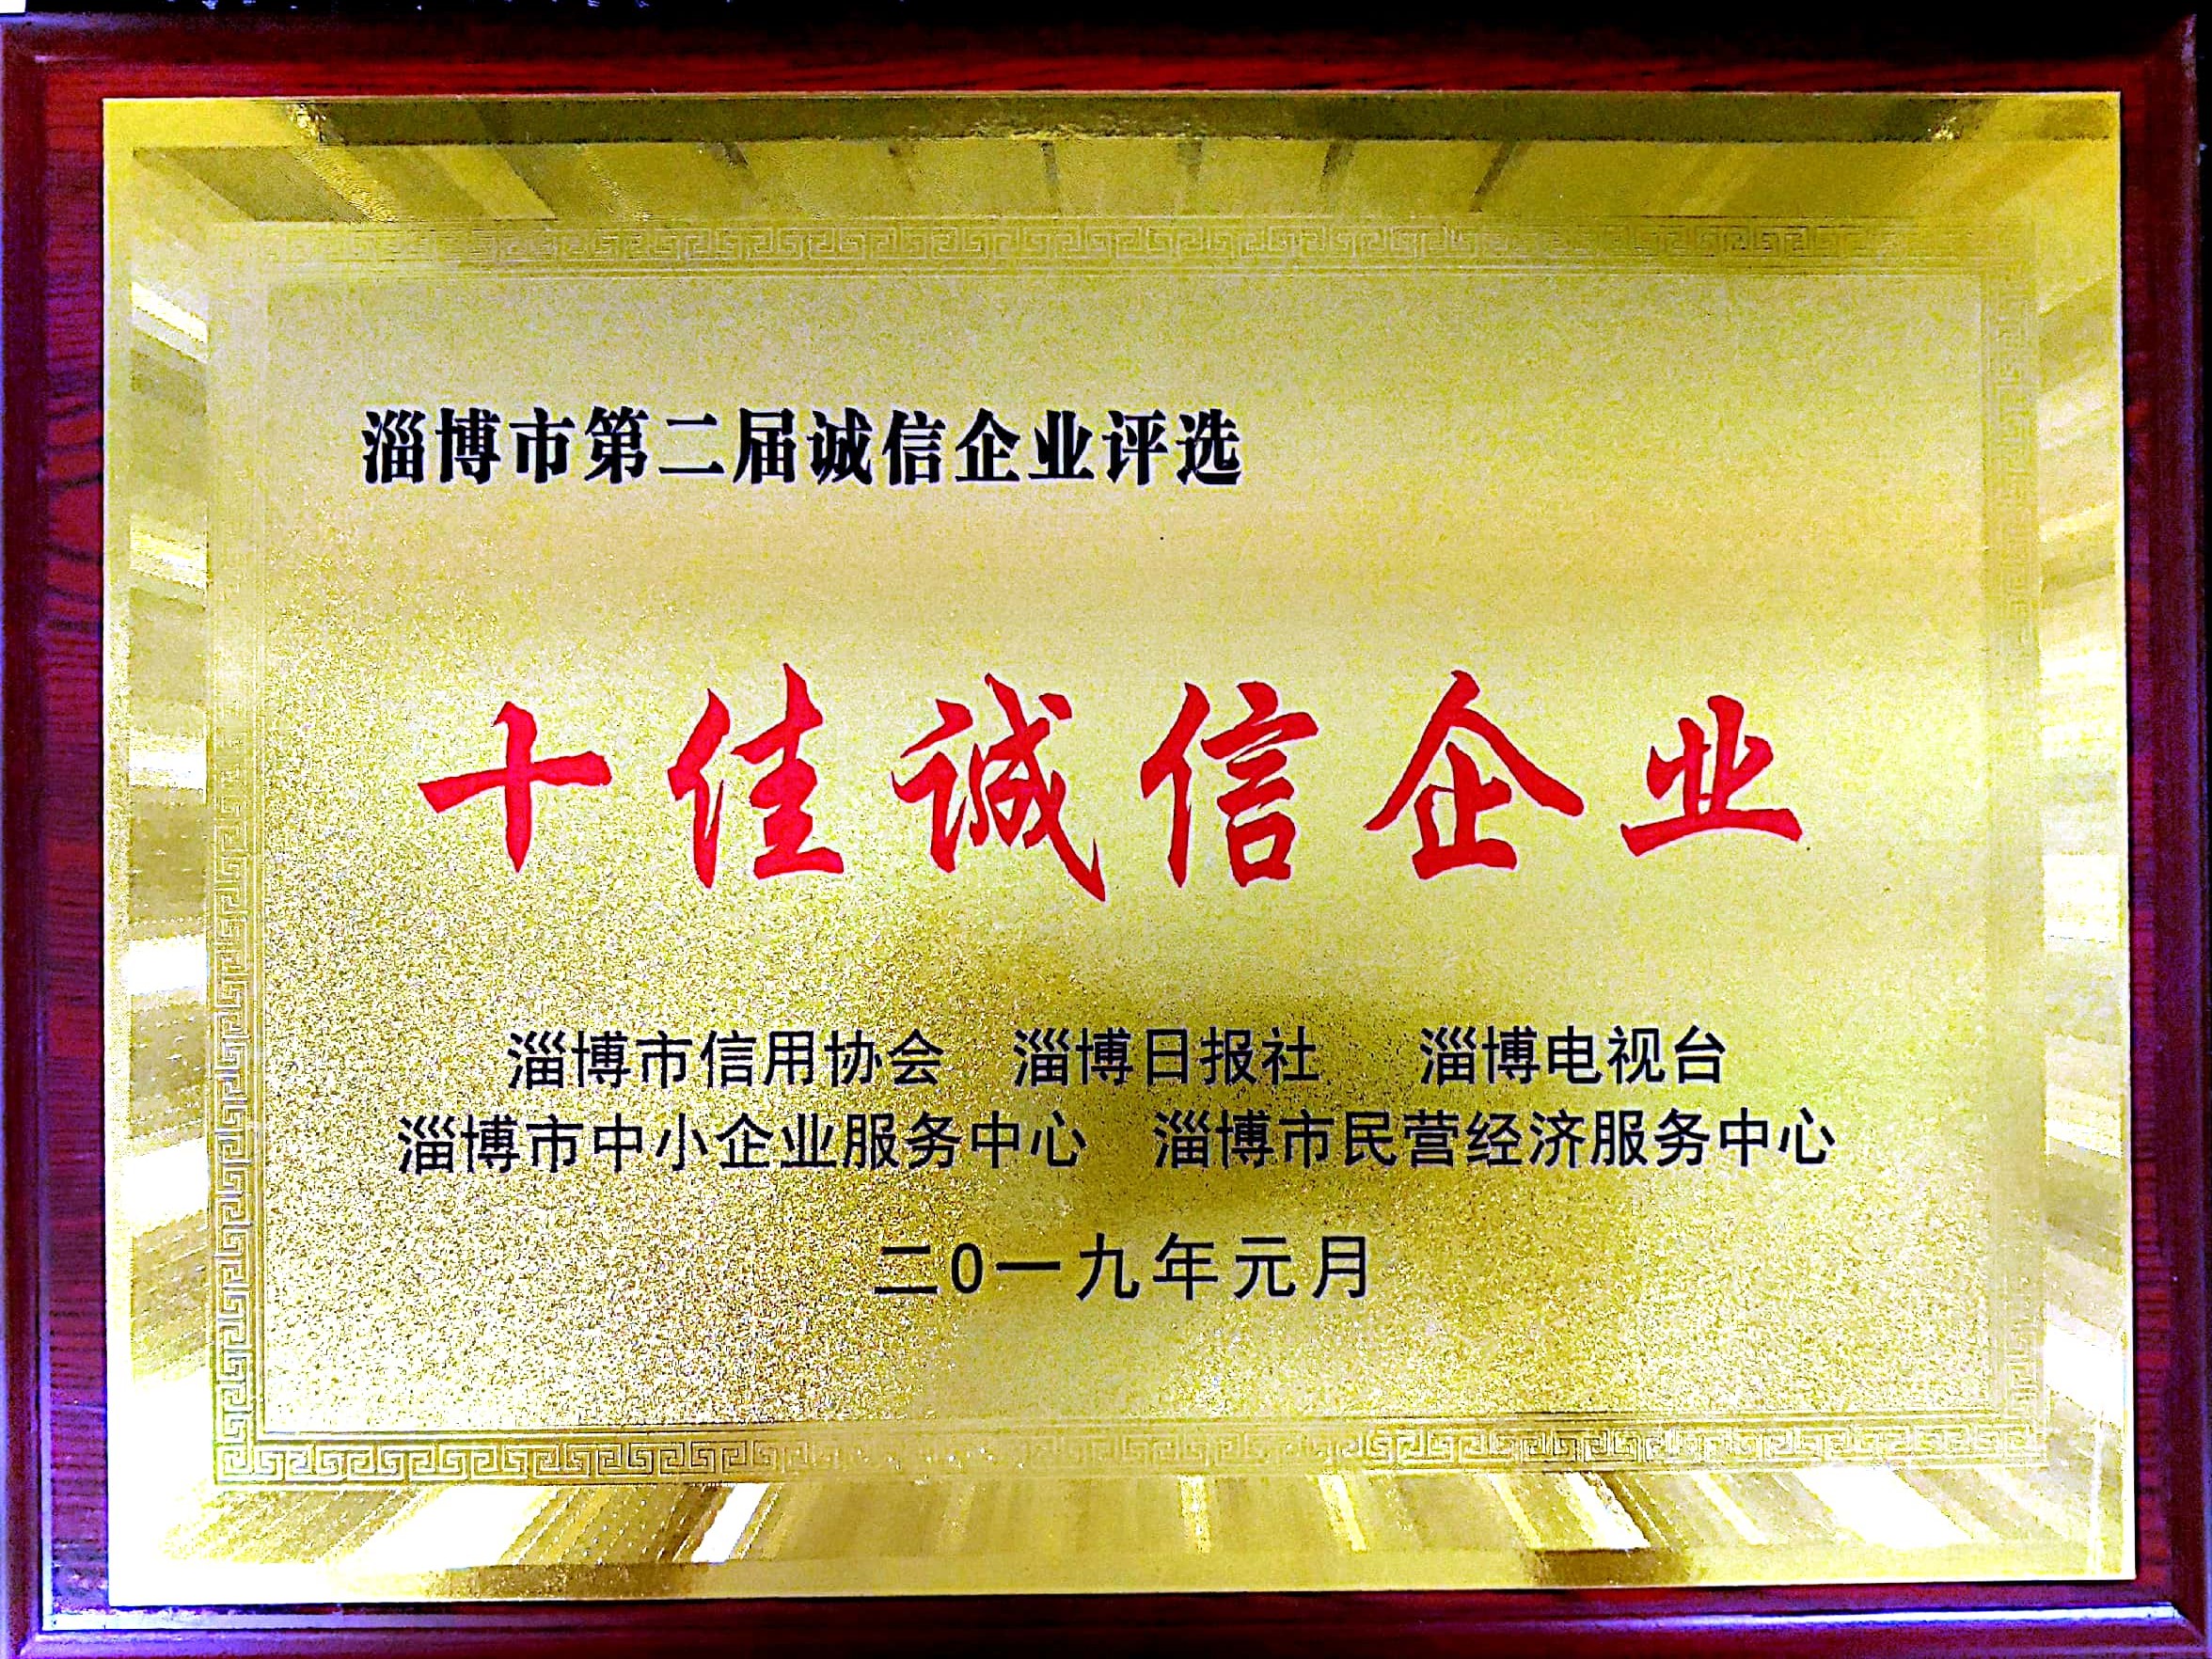 淄博市第二届诚信企业评选
十佳诚信企业
淄博市信用协会 淄博日报社 淄博电视台
淄博市中小企业服务中心 淄博市民营经济服务中心
二0一九年元月